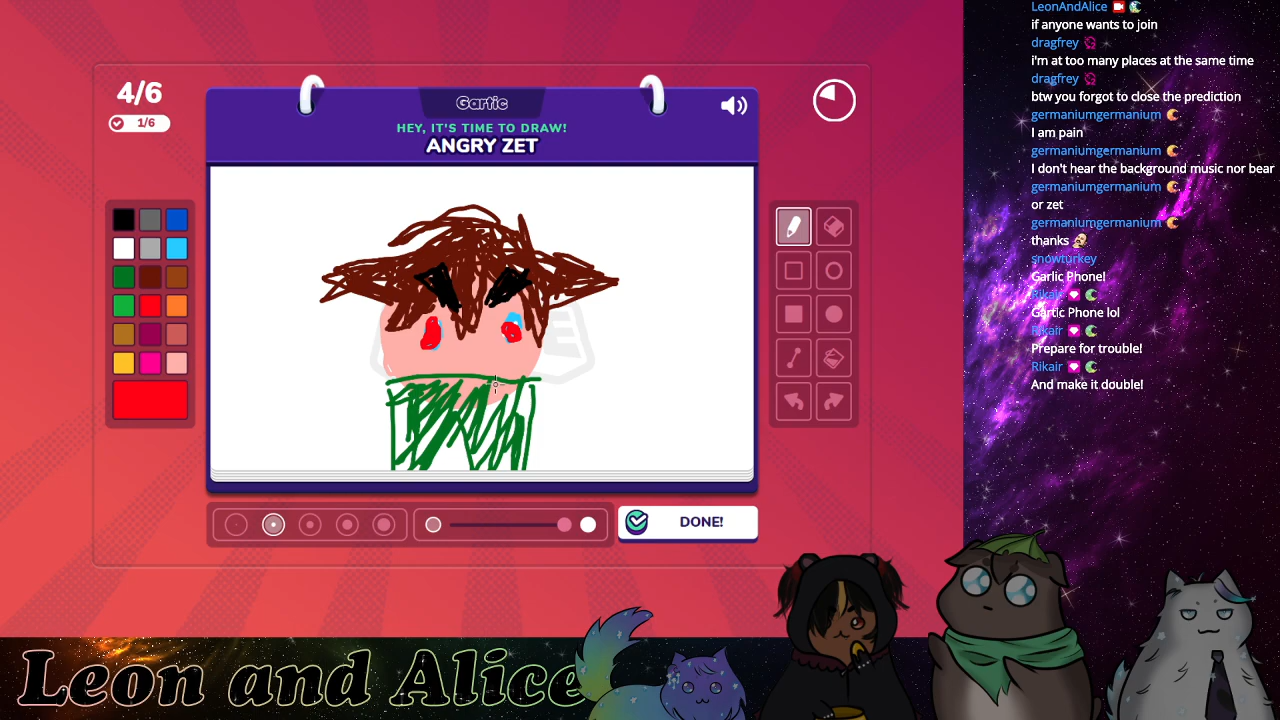 4/6
1/6
Gartic
HEY, IT'S TIME TO DRAW!
ANGRY ZET
DONE!
LeonAndAlice
if anyone wants to join
dragfrey
i'm at too many places at the same time
dragfrey
btw you forgot to close the prediction
germaniumgermanium
I am pain
germaniumgermanium
I don't hear the background music nor bear
germaniumgermanium
or zet
germaniumgermanium
thanks
snowturkey
Garlic Phone!
Rikair
Gartic Phone lol
Rikair
Prepare for trouble!
Rikair
And make it double!
Leon and Alice